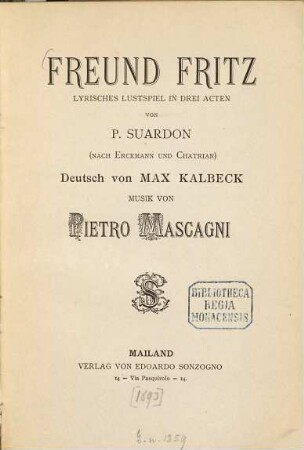 FREUND FRITZ
LYRISCHES LUSTSPIEL IN DREI ACTEN
VON
P. SUARDON
(NACH ERCKMANN UND CHATRIAN)
Deutsch von MAX KALBECK
MUSIK VON
PIETRO MASCAGNI
BIBLIOTHECA
REGIA
MONACENSIS
MAILAND
VERLAG VON EDOARDO SONZOGNO
14 — Via Pasquirolo — 14.
[1893]